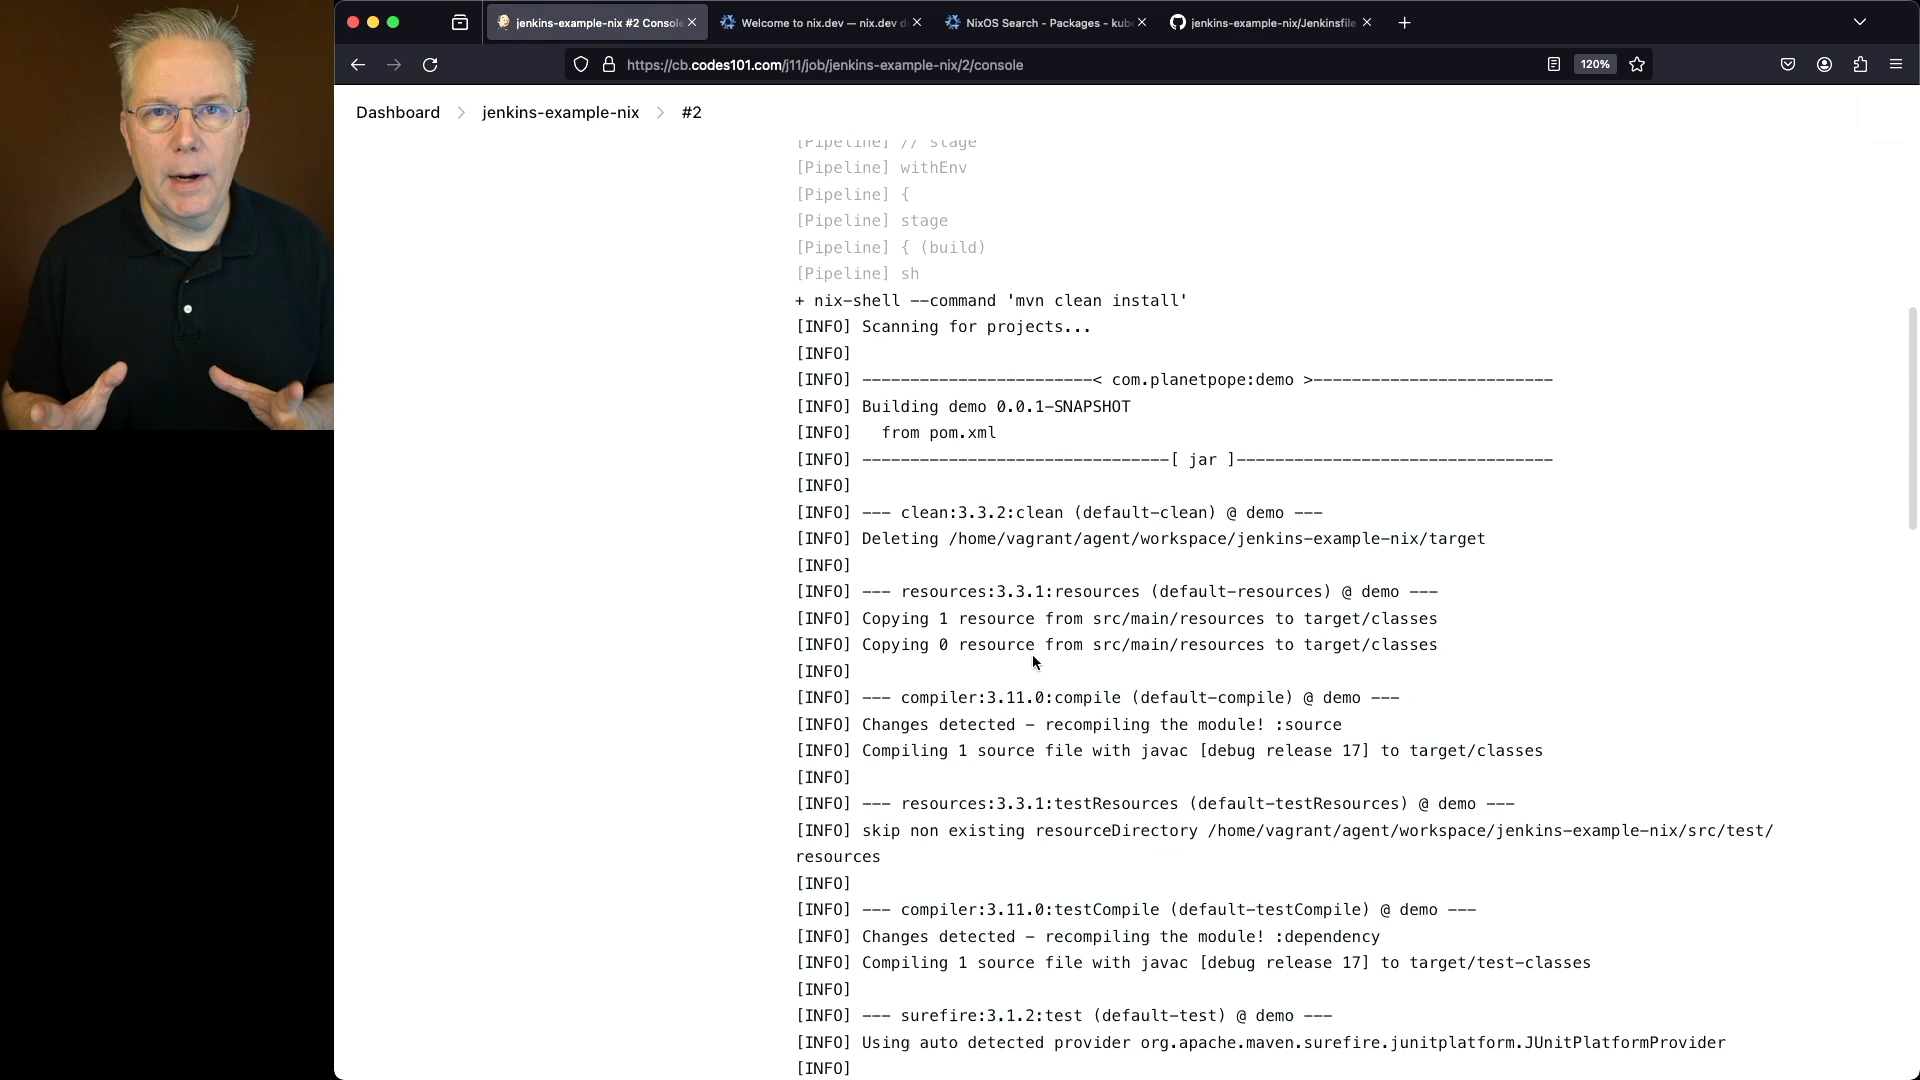 jenkins-example-nix #2 Console
Welcome to nix.dev — nix.dev d
NixOS Search - Packages - kub
jenkins-example-nix/Jenkinsfile
https://cb.codes101.com/j11/job/jenkins-example-nix/2/console
120%
Dashboard > jenkins-example-nix > #2
[Pipeline] // stage
[Pipeline] withEnv
[Pipeline] {
[Pipeline] stage
[Pipeline] { (build)
[Pipeline] sh
+ nix-shell --command 'mvn clean install'
[INFO] Scanning for projects...
[INFO]
[INFO] ------------------------< com.planetpope:demo >-------------------------
[INFO] Building demo 0.0.1-SNAPSHOT
[INFO]   from pom.xml
[INFO] --------------------------------[ jar ]---------------------------------
[INFO]
[INFO] --- clean:3.3.2:clean (default-clean) @ demo ---
[INFO] Deleting /home/vagrant/agent/workspace/jenkins-example-nix/target
[INFO]
[INFO] --- resources:3.3.1:resources (default-resources) @ demo ---
[INFO] Copying 1 resource from src/main/resources to target/classes
[INFO] Copying 0 resource from src/main/resources to target/classes
[INFO]
[INFO] --- compiler:3.11.0:compile (default-compile) @ demo ---
[INFO] Changes detected - recompiling the module! :source
[INFO] Compiling 1 source file with javac [debug release 17] to target/classes
[INFO]
[INFO] --- resources:3.3.1:testResources (default-testResources) @ demo ---
[INFO] skip non existing resourceDirectory /home/vagrant/agent/workspace/jenkins-example-nix/src/test/
resources
[INFO]
[INFO] --- compiler:3.11.0:testCompile (default-testCompile) @ demo ---
[INFO] Changes detected - recompiling the module! :dependency
[INFO] Compiling 1 source file with javac [debug release 17] to target/test-classes
[INFO]
[INFO] --- surefire:3.1.2:test (default-test) @ demo ---
[INFO] Using auto detected provider org.apache.maven.surefire.junitplatform.JUnitPlatformProvider
[INFO]